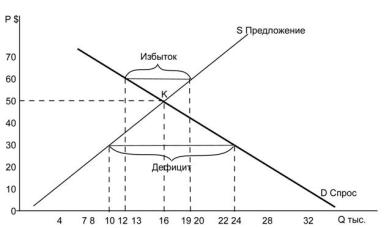 P $
S Предложение
Избыток
70
60
K
50
40
30
Дефицит
20
10
D Спрос
0
4 7 8 10 12 13 16 19 20 22 24 28 32 Q тыс.